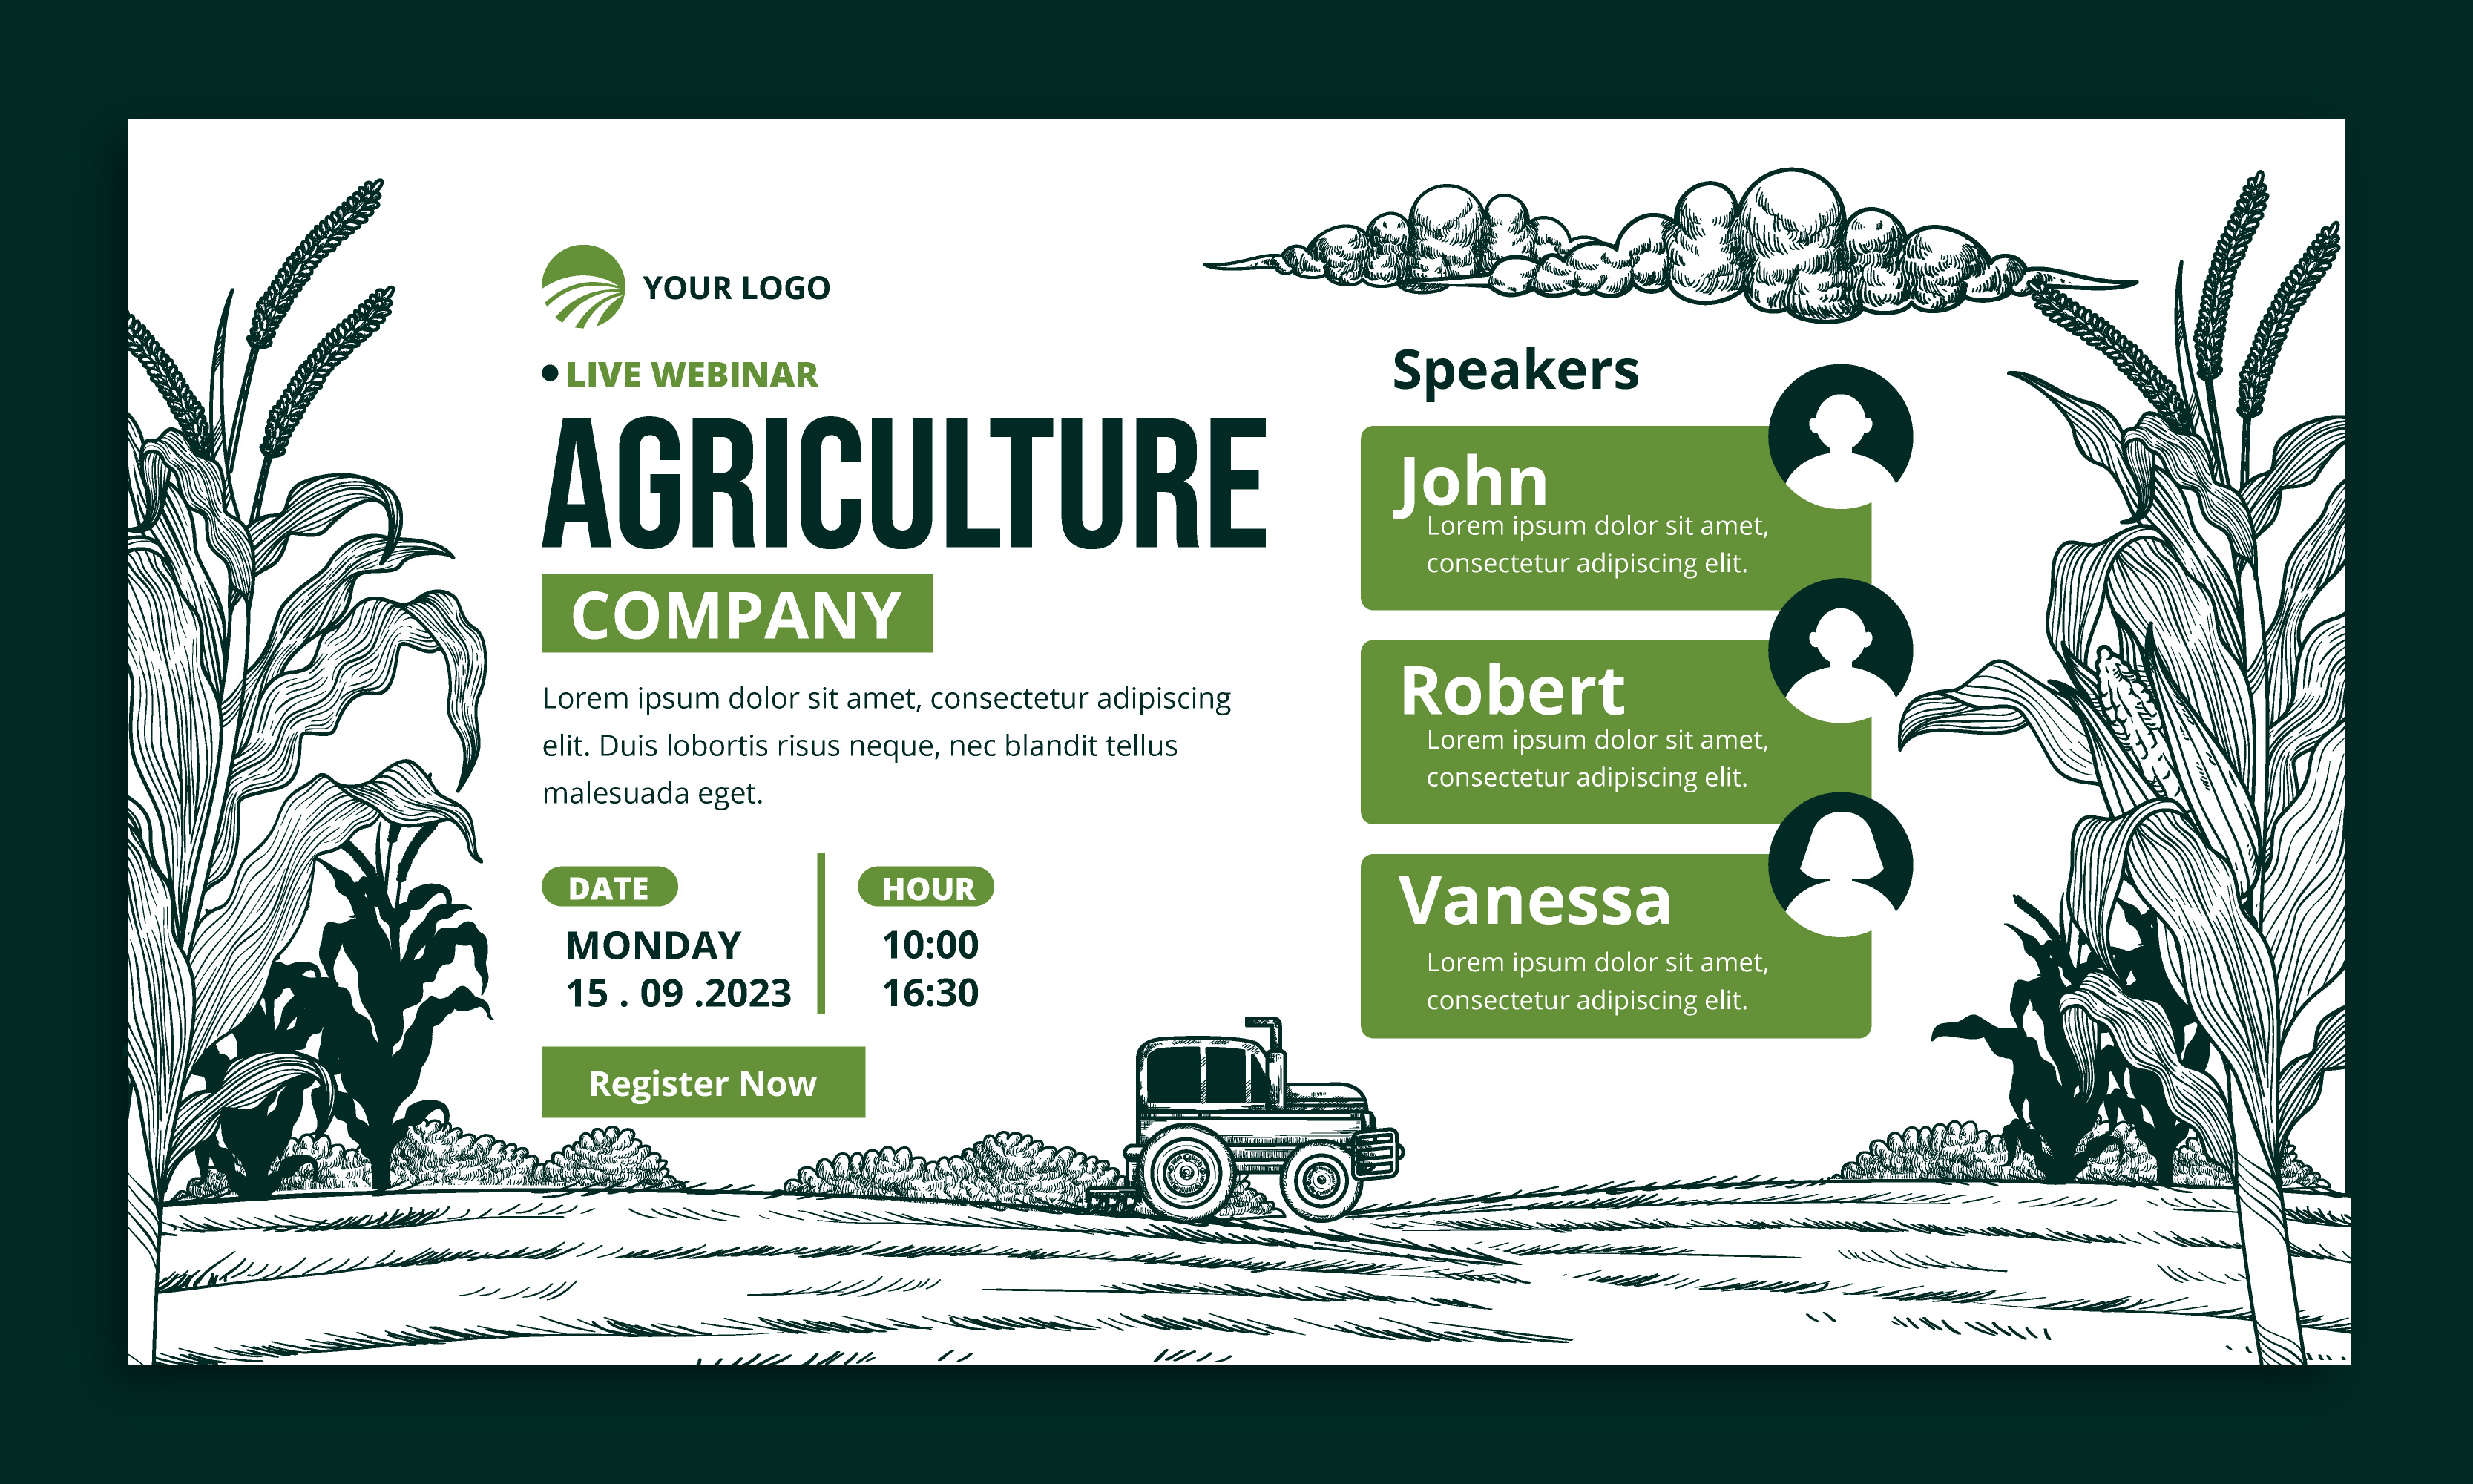 YOUR LOGO
LIVE WEBINAR
AGRICULTURE
COMPANY
Lorem ipsum dolor sit amet, consectetur adipiscing
elit. Duis lobortis risus neque, nec blandit tellus
malesuada eget.
DATE
MONDAY
15 . 09 .2023
HOUR
10:00
16:30
Register Now
Speakers
John
Lorem ipsum dolor sit amet,
consectetur adipiscing elit.
Robert
Lorem ipsum dolor sit amet,
consectetur adipiscing elit.
Vanessa
Lorem ipsum dolor sit amet,
consectetur adipiscing elit.